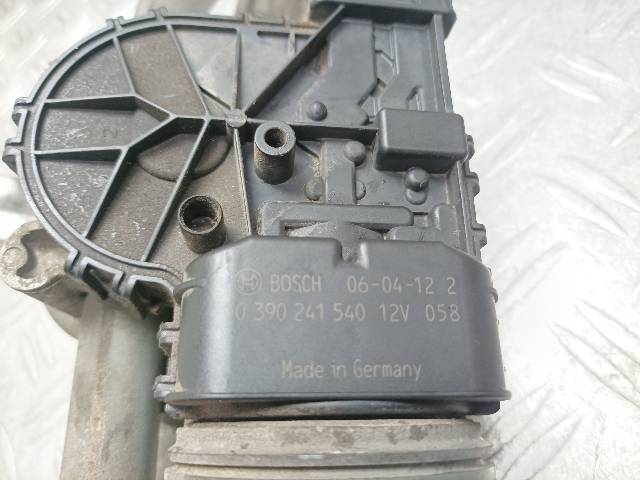 BOSCH 06-04-12 2
0 390 241 540 12V 058
Made in Germany